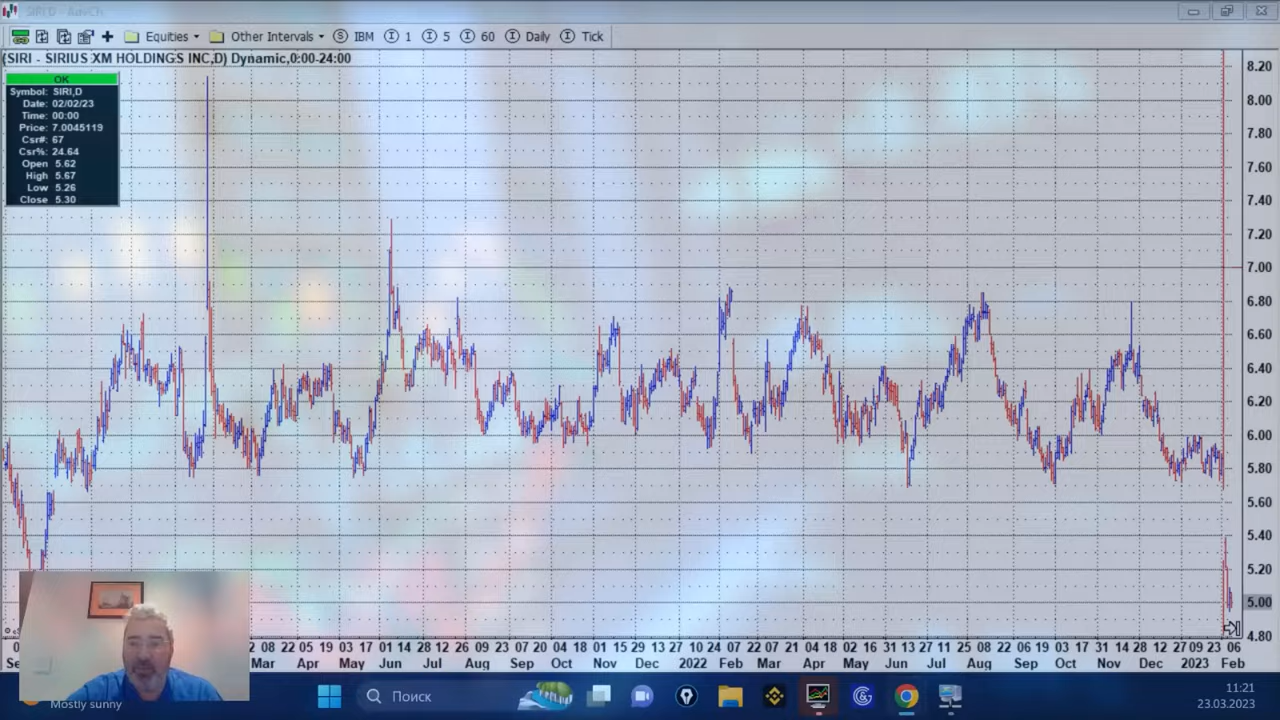 SIRI,D - AdvCh
Equities Other Intervals IBM 1 5 60 Daily Tick
(SIRI - SIRIUS XM HOLDINGS INC,D) Dynamic,0:00-24:00
OK
Symbol: SIRI,D
Date: 02/02/23
Time: 00:00
Price: 7.0045119
Csr#: 67
Csr%: 24.64
Open 5.62
High 5.67
Low 5.26
Close 5.30
8.20
8.00
7.80
7.60
7.40
7.20
7.00
6.80
6.60
6.40
6.20
6.00
5.80
5.60
5.40
5.20
5.00
4.80
08 22 05 19 03 17 01 14 28 12 26 09 23 07 20 04 18 01 15 29 13 27 10 24 07 22 07 21 04 18 02 16 31 13 27 11 25 08 22 06 19 03 17 31 14 28 12 27 09 23 06
Mar Apr May Jun Jul Aug Sep Oct Nov Dec 2022 Feb Mar Apr May Jun Jul Aug Sep Oct Nov Dec 2023 Feb
Mostly sunny
Поиск
11:21
23.03.2023